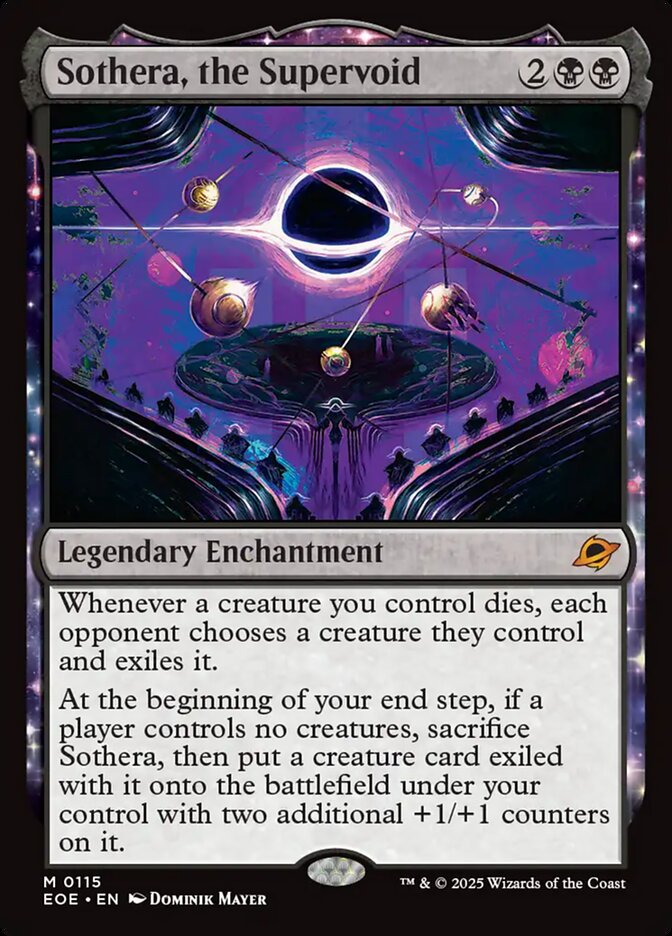 Sothera, the Supervoid 2
Legendary Enchantment
Whenever a creature you control dies, each
opponent chooses a creature they control
and exiles it.
At the beginning of your end step, if a
player controls no creatures, sacrifice
Sothera, then put a creature card exiled
with it onto the battlefield under your
control with two additional +1/+1 counters
on it.
M 0115
EOE • EN DOMINIK MAYER
™ & © 2025 Wizards of the Coast